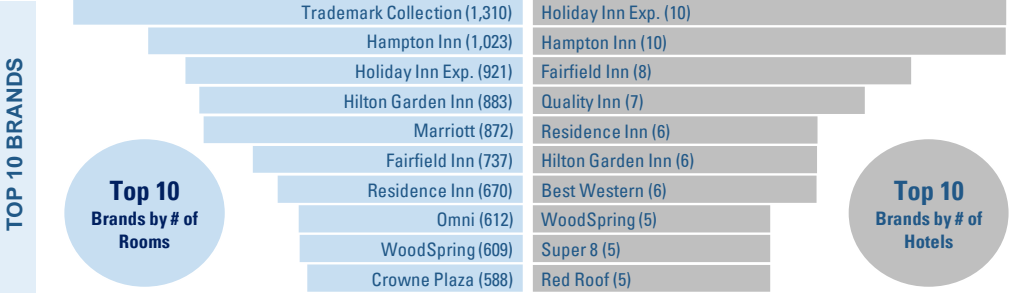 TOP 10 BRANDS
Trademark Collection (1,310)
Hampton Inn (1,023)
Holiday Inn Exp. (921)
Hilton Garden Inn (883)
Marriott (872)
Fairfield Inn (737)
Residence Inn (670)
Omni (612)
WoodSpring (609)
Crowne Plaza (588)
Top 10
Brands by # of
Rooms
Holiday Inn Exp. (10)
Hampton Inn (10)
Fairfield Inn (8)
Quality Inn (7)
Residence Inn (6)
Hilton Garden Inn (6)
Best Western (6)
WoodSpring (5)
Super 8 (5)
Red Roof (5)
Top 10
Brands by # of
Hotels